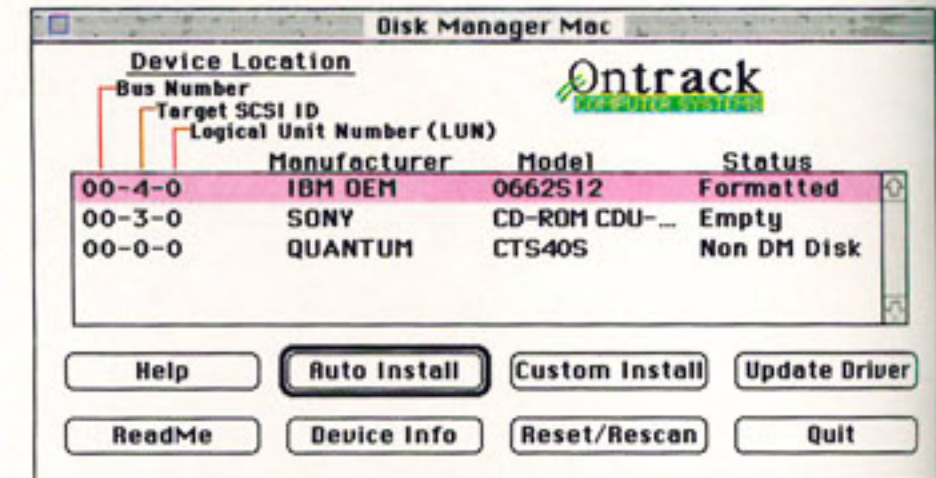 Disk Manager Mac
Device Location
Bus Number
Target SCSI ID
Logical Unit Number (LUN)
Ontrack
COMPUTER SYSTEMS
Manufacturer Model Status
00-4-0 IBM OEM 0662S12 Formatted
00-3-0 SONY CD-ROM CDU-... Empty
00-0-0 QUANTUM CTS40S Non DM Disk
Help Auto Install Custom Install Update Driver
ReadMe Device Info Reset/Rescan Quit